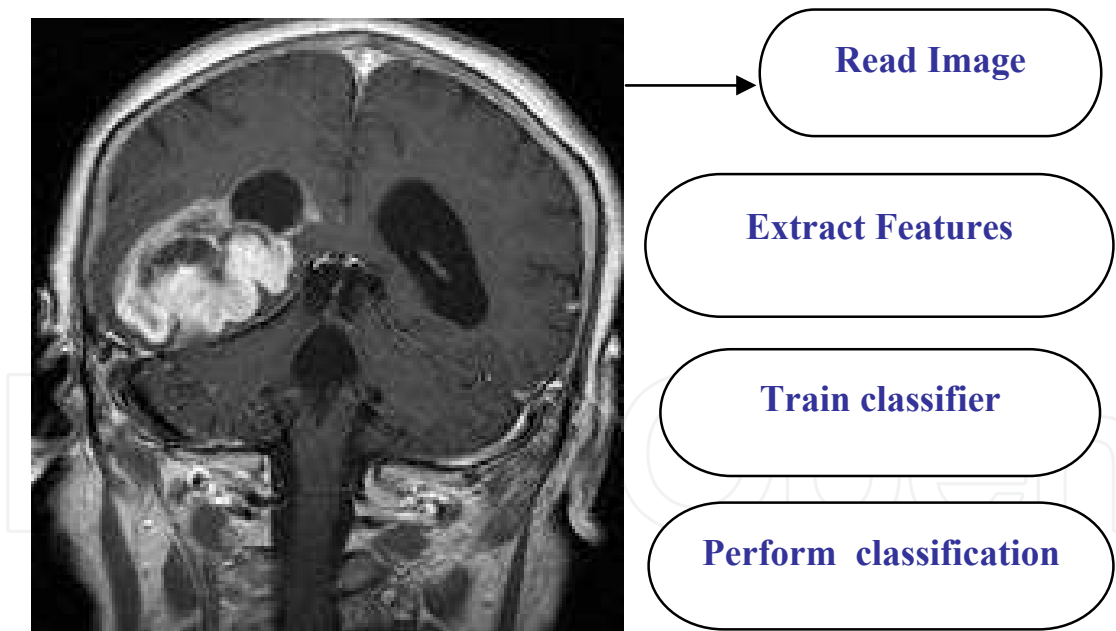 Read Image
Extract Features
Train classifier
Perform classification